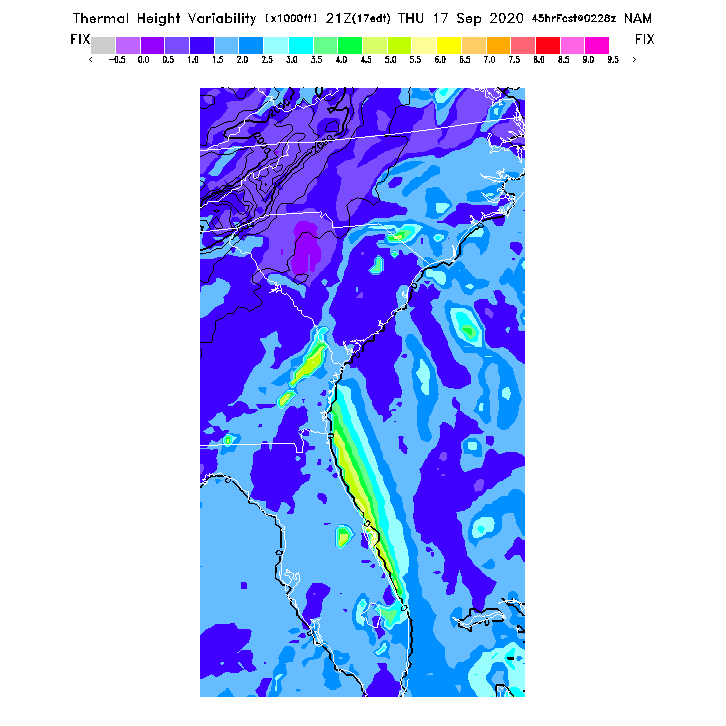 Thermal Height Variability [x1000ft] 21Z(17edt) THU 17 Sep 2020 45hrFcst@0228z NAM
FIX FIX
< -0.5 0.0 0.5 1.0 1.5 2.0 2.5 3.0 3.5 4.0 4.5 5.0 5.5 6.0 6.5 7.0 7.5 8.0 8.5 9.0 9.5 >